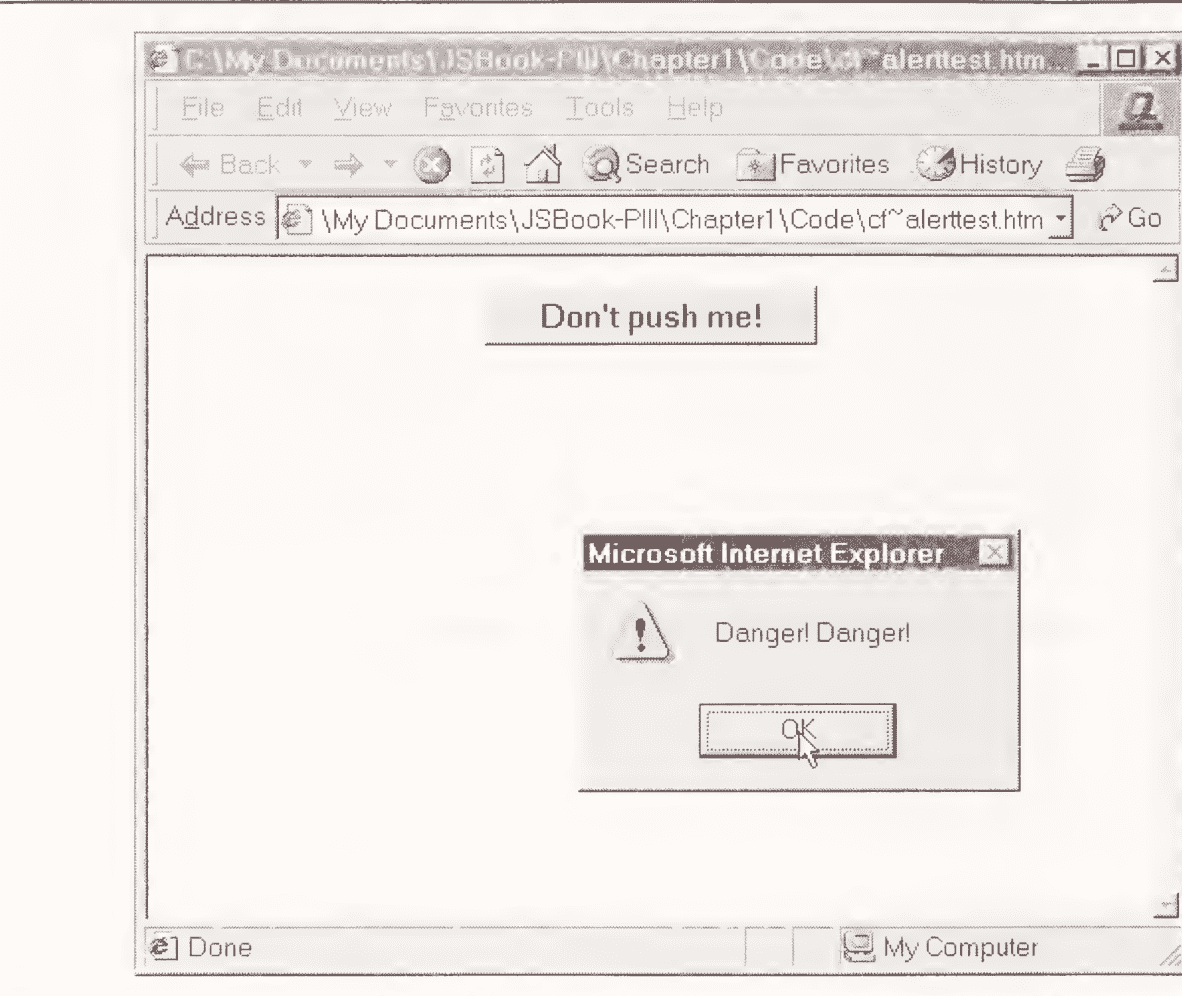 C:\My Documents\JSBook-PIII\Chapter1\Code\cf~alerttest.htm...
File Edit View Favorites Tools Help
Back Search Favorites History
Address \My Documents\JSBook-PIII\Chapter1\Code\cf~alerttest.htm Go
Don't push me!
Microsoft Internet Explorer
Danger! Danger!
OK
Done My Computer